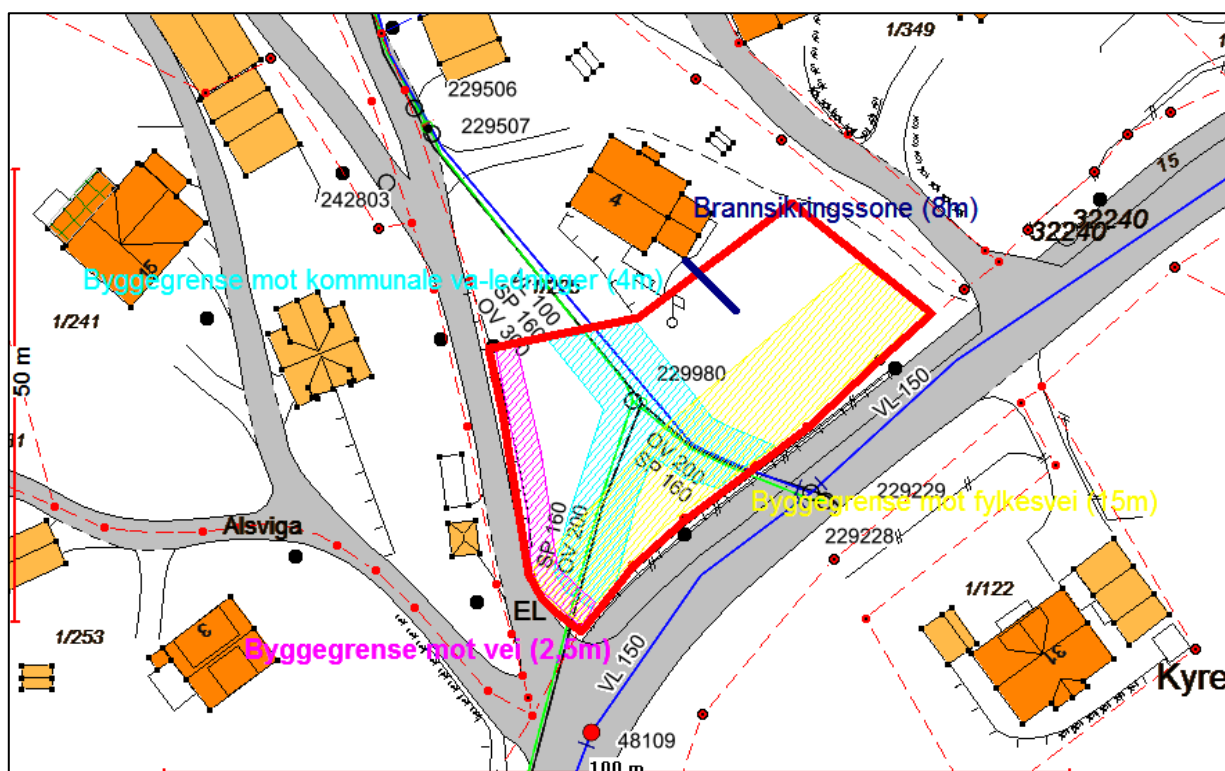 1/349
229506
229507
15
242803
4
Brannsikringssone (8m)
32240
32240
15
Byggegrense mot kommunale va-ledninger (4m)
SP 160
OV 300
1/241
50 m
229980
VL-150
OV 200
SP 160
229229
Byggegrense mot fylkesvei (15m)
Alsviga
SP 160
OV 200
229228
EL
1/122
1/253
3
Byggegrense mot vei (2,5m)
VL 150
31
Kyre
48109
100 m